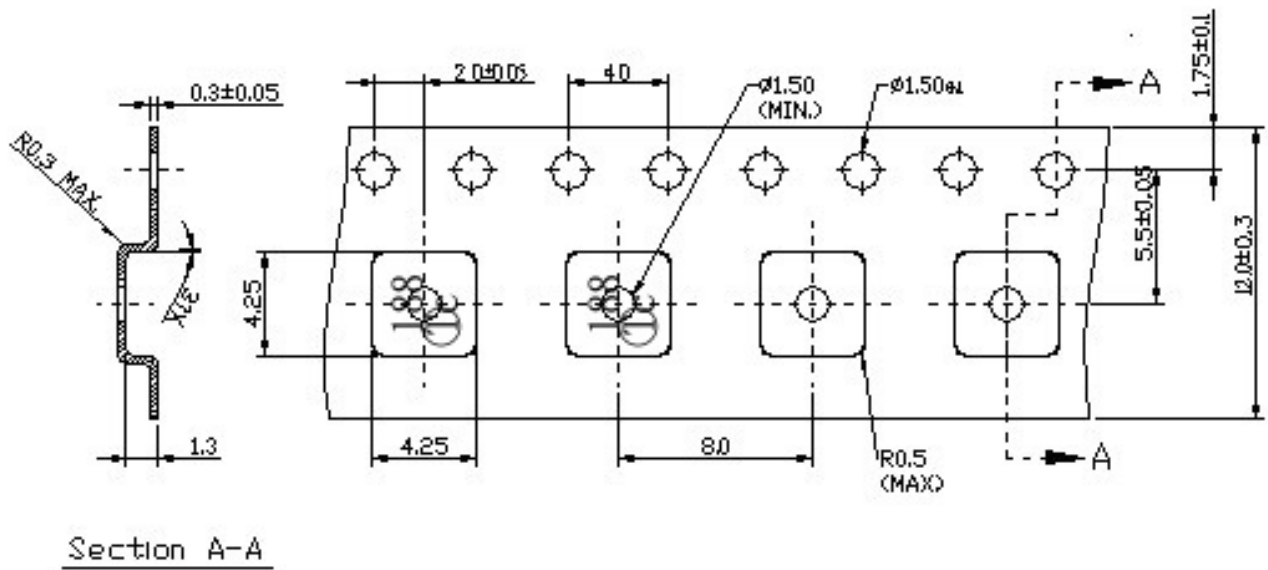 0.3±0.05
2.0±0.05
4.0
Ø1.50
(MIN.)
Ø1.50
A
1.75±0.1
R0.3 MAX.
5.5±0.05
12.0±0.3
4.25
188
188
1.3
4.25
8.0
R0.5
(MAX)
A
Section A-A